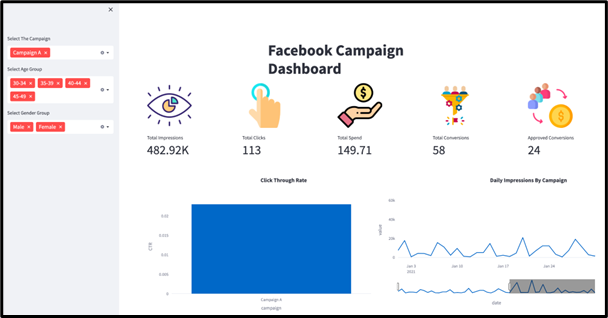 Select The Campaign
Campaign A ×
Select Age Group
30-34 × 35-39 × 40-44 ×
45-49 ×
Select Gender Group
Male × Female ×
Facebook Campaign
Dashboard
Total Impressions
482.92K
Total Clicks
113
Total Spend
149.71
Total Conversions
58
Approved Conversions
24
Click Through Rate
CTR
0.02
0.015
0.01
0.005
0
Campaign A
campaign
Daily Impressions By Campaign
value
60k
40k
20k
0
Jan 3
Jan 10
Jan 17
Jan 24
date